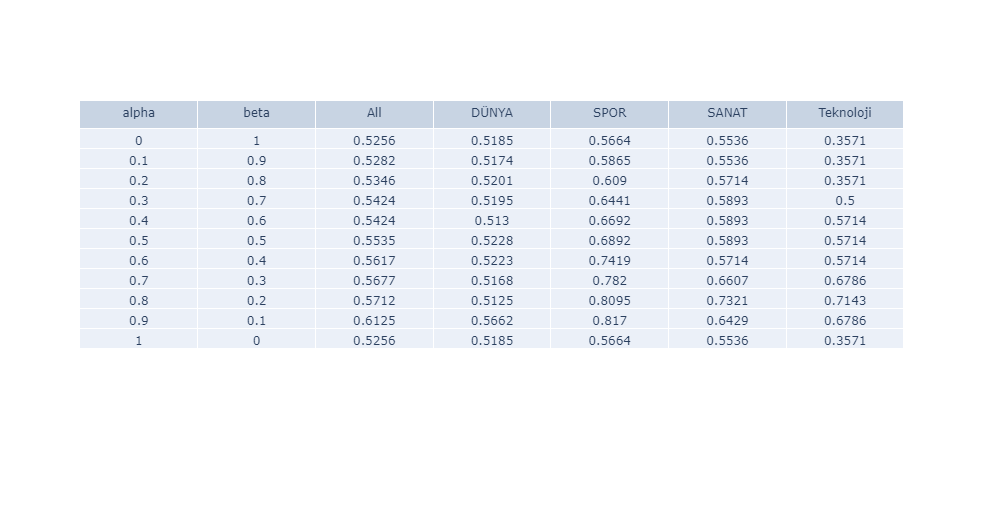 alpha beta All DÜNYA SPOR SANAT Teknoloji
0 1 0.5256 0.5185 0.5664 0.5536 0.3571
0.1 0.9 0.5282 0.5174 0.5865 0.5536 0.3571
0.2 0.8 0.5346 0.5201 0.609 0.5714 0.3571
0.3 0.7 0.5424 0.5195 0.6441 0.5893 0.5
0.4 0.6 0.5424 0.513 0.6692 0.5893 0.5714
0.5 0.5 0.5535 0.5228 0.6892 0.5893 0.5714
0.6 0.4 0.5617 0.5223 0.7419 0.5714 0.5714
0.7 0.3 0.5677 0.5168 0.782 0.6607 0.6786
0.8 0.2 0.5712 0.5125 0.8095 0.7321 0.7143
0.9 0.1 0.6125 0.5662 0.817 0.6429 0.6786
1 0 0.5256 0.5185 0.5664 0.5536 0.3571